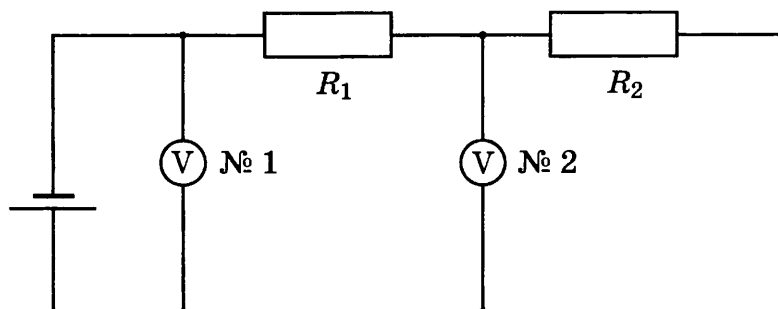 R₁
R₂
V № 1
V № 2